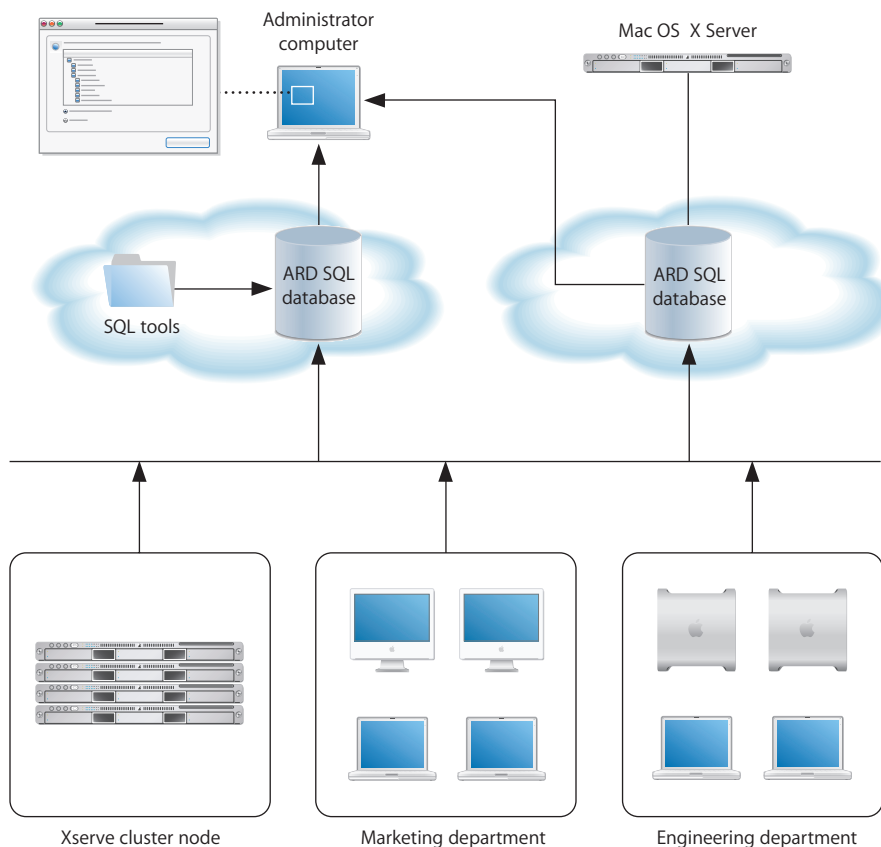 Administrator
computer
Mac OS X Server
ARD SQL
database
SQL tools
ARD SQL
database
Xserve cluster node
Marketing department
Engineering department